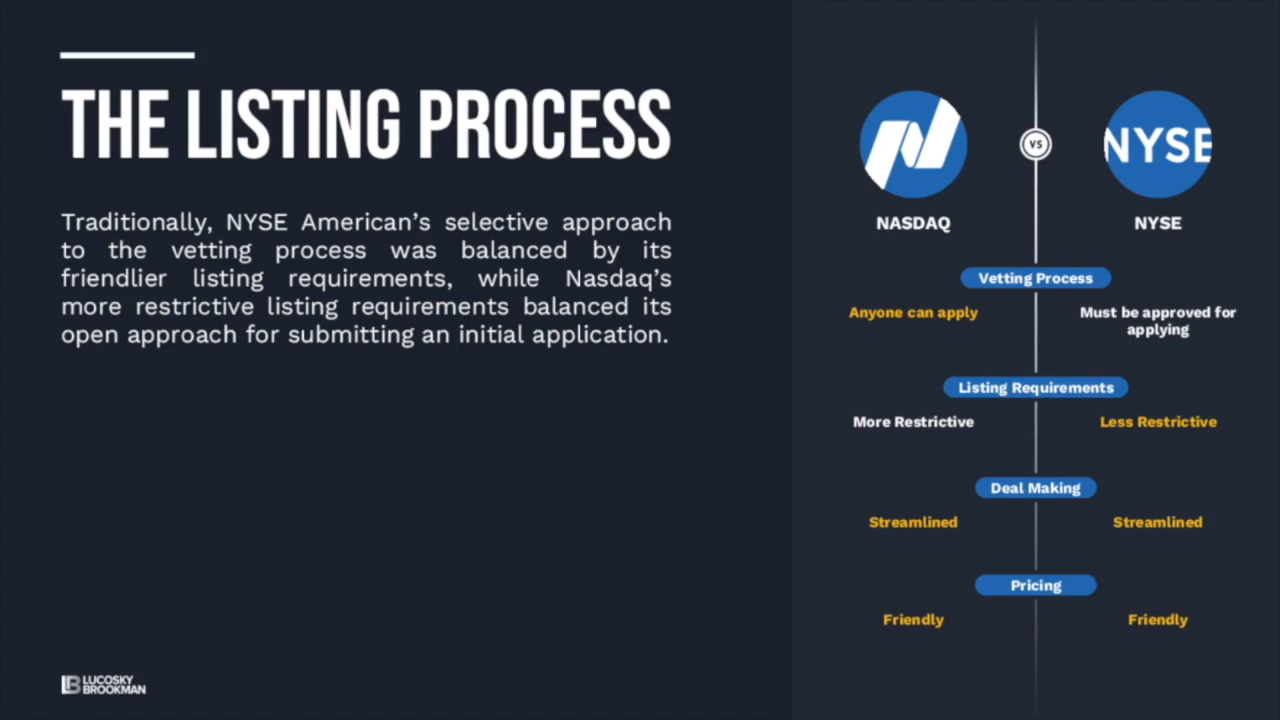 THE LISTING PROCESS
Traditionally, NYSE American's selective approach
to the vetting process was balanced by its
friendlier listing requirements, while Nasdaq's
more restrictive listing requirements balanced its
open approach for submitting an initial application.
LB LUCOSKY
BROOKMAN
VS
NYSE
NASDAQ
NYSE
Vetting Process
Anyone can apply
Must be approved for
applying
Listing Requirements
More Restrictive
Less Restrictive
Deal Making
Streamlined
Streamlined
Pricing
Friendly
Friendly